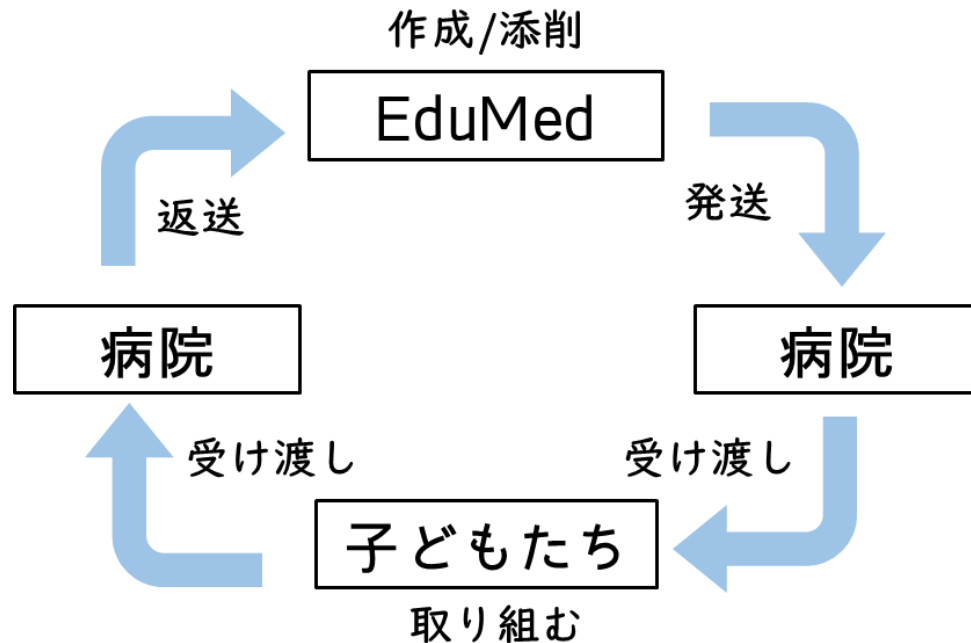 作成/添削
EduMed
返送
発送
病院
病院
受け渡し
受け渡し
子どもたち
取り組む